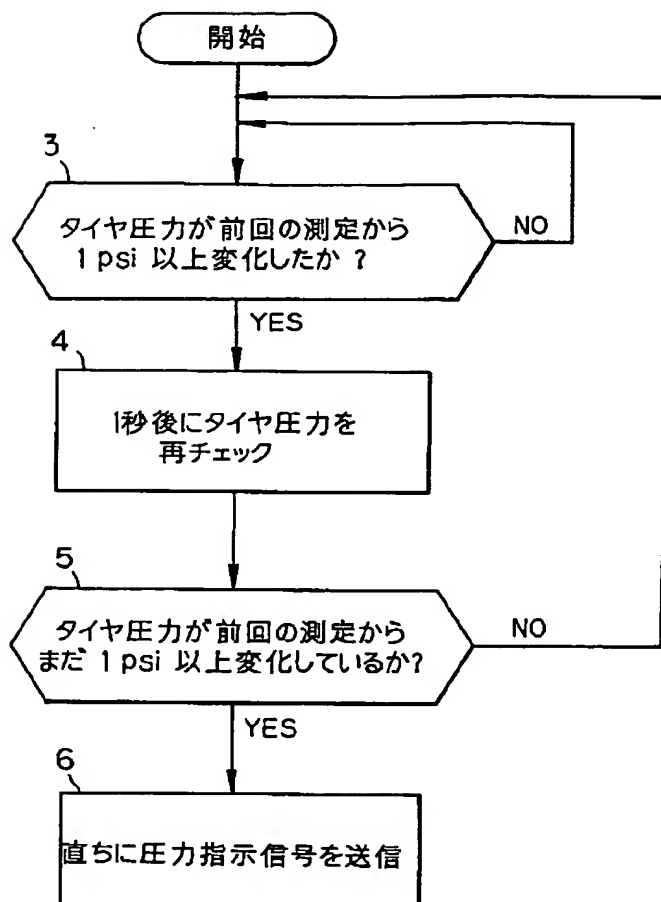 開始
3
タイヤ圧力が前回の測定から
1 psi 以上変化したか ?
NO
YES
4
1秒後にタイヤ圧力を
再チェック
5
タイヤ圧力が前回の測定から
まだ 1 psi 以上変化しているか?
NO
YES
6
直ちに圧力指示信号を送信